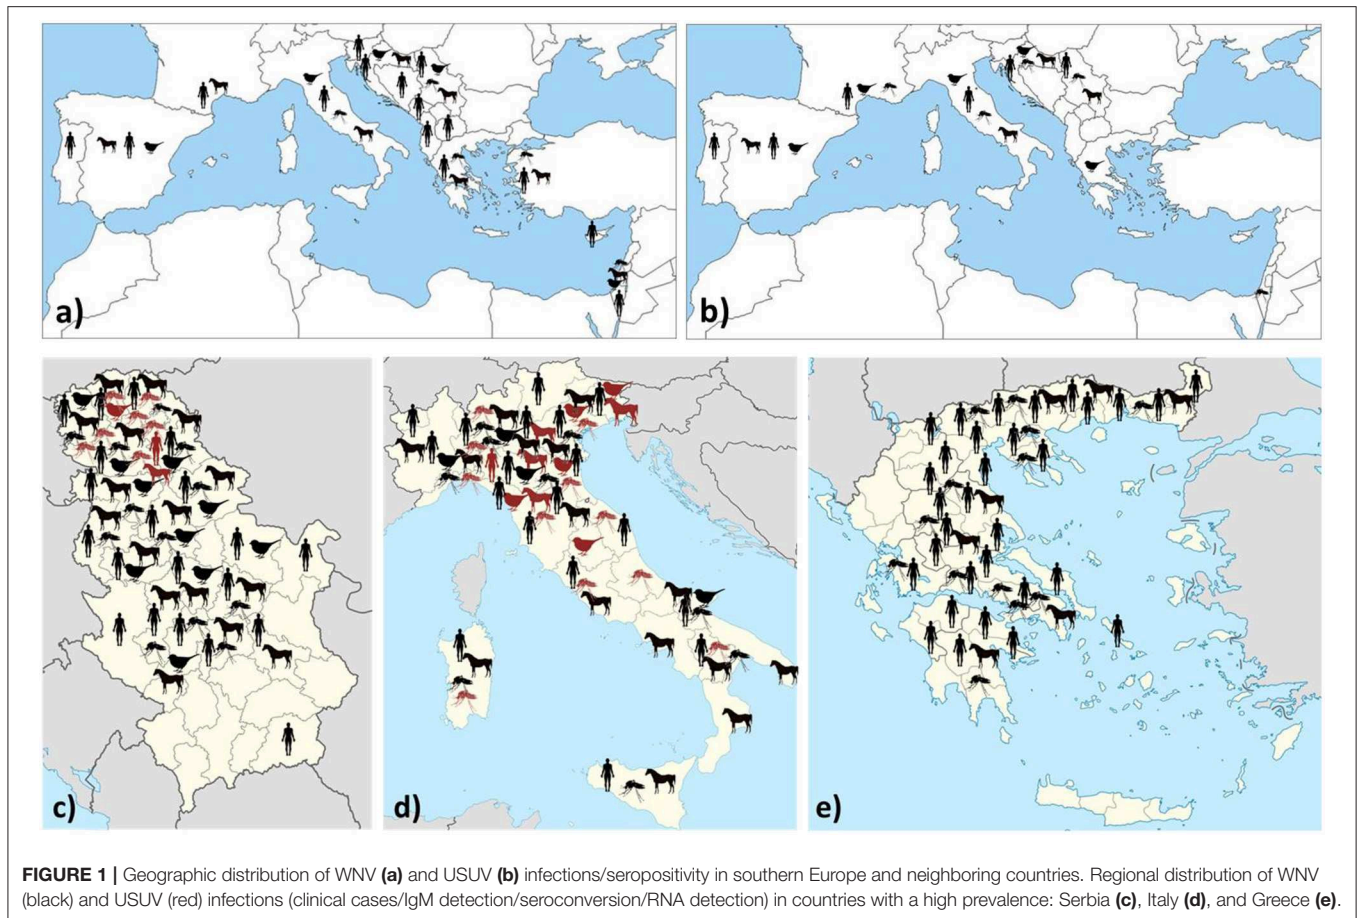 a)
b)
c)
d)
e)
FIGURE 1 | Geographic distribution of WNV (a) and USUV (b) infections/seropositivity in southern Europe and neighboring countries. Regional distribution of WNV
(black) and USUV (red) infections (clinical cases/IgM detection/seroconversion/RNA detection) in countries with a high prevalence: Serbia (c), Italy (d), and Greece (e).